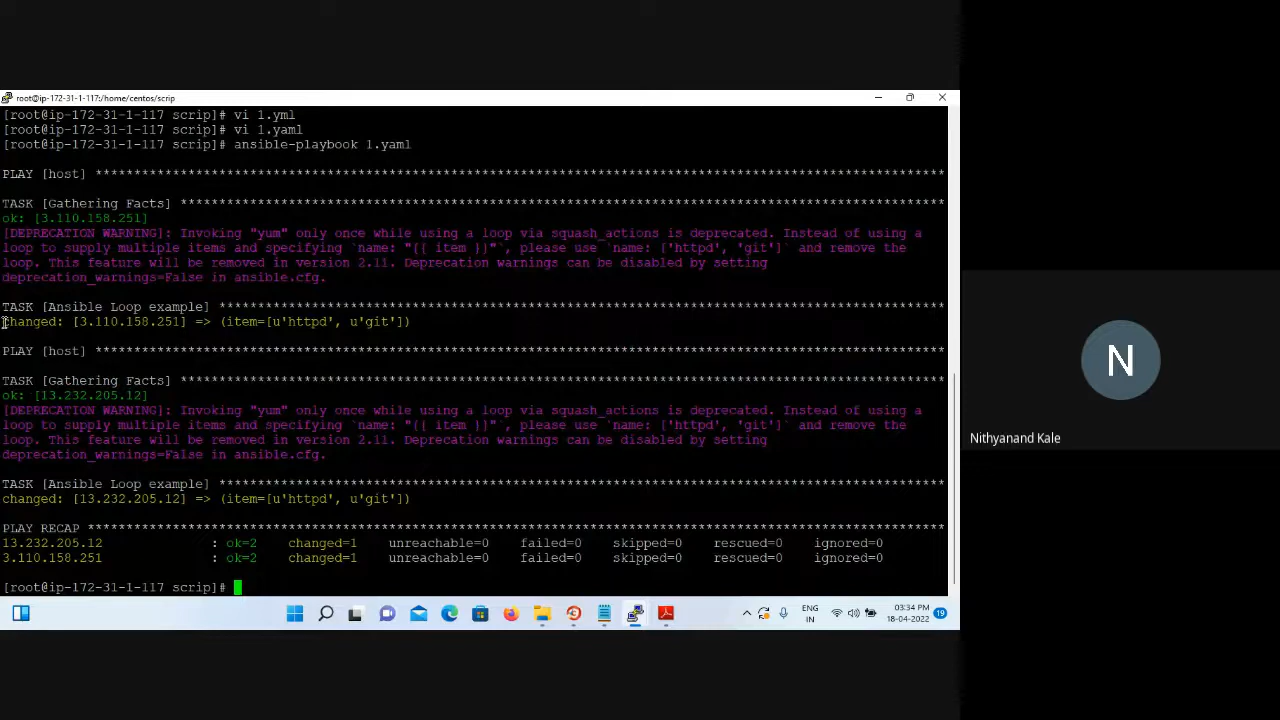 root@ip-172-31-1-117:/home/centos/scrip
[root@ip-172-31-1-117 scrip]# vi 1.yml
[root@ip-172-31-1-117 scrip]# vi 1.yaml
[root@ip-172-31-1-117 scrip]# ansible-playbook 1.yaml
PLAY [host] ***************************************************************************************************************
TASK [Gathering Facts] ****************************************************************************************************
ok: [3.110.158.251]
[DEPRECATION WARNING]: Invoking "yum" only once while using a loop via squash_actions is deprecated. Instead of using a
loop to supply multiple items and specifying `name: "{{ item }}"`, please use `name: ['httpd', 'git']` and remove the
loop. This feature will be removed in version 2.11. Deprecation warnings can be disabled by setting
deprecation_warnings=False in ansible.cfg.
TASK [Ansible Loop example] ***********************************************************************************************
changed: [3.110.158.251] => (item=[u'httpd', u'git'])
PLAY [host] ***************************************************************************************************************
TASK [Gathering Facts] ****************************************************************************************************
ok: [13.232.205.12]
[DEPRECATION WARNING]: Invoking "yum" only once while using a loop via squash_actions is deprecated. Instead of using a
loop to supply multiple items and specifying `name: "{{ item }}"`, please use `name: ['httpd', 'git']` and remove the
loop. This feature will be removed in version 2.11. Deprecation warnings can be disabled by setting
deprecation_warnings=False in ansible.cfg.
TASK [Ansible Loop example] ***********************************************************************************************
changed: [13.232.205.12] => (item=[u'httpd', u'git'])
PLAY RECAP ****************************************************************************************************************
13.232.205.12 : ok=2 changed=1 unreachable=0 failed=0 skipped=0 rescued=0 ignored=0
3.110.158.251 : ok=2 changed=1 unreachable=0 failed=0 skipped=0 rescued=0 ignored=0
[root@ip-172-31-1-117 scrip]#
ENG
IN
03:34 PM
18-04-2022
19
N
Nithyanand Kale